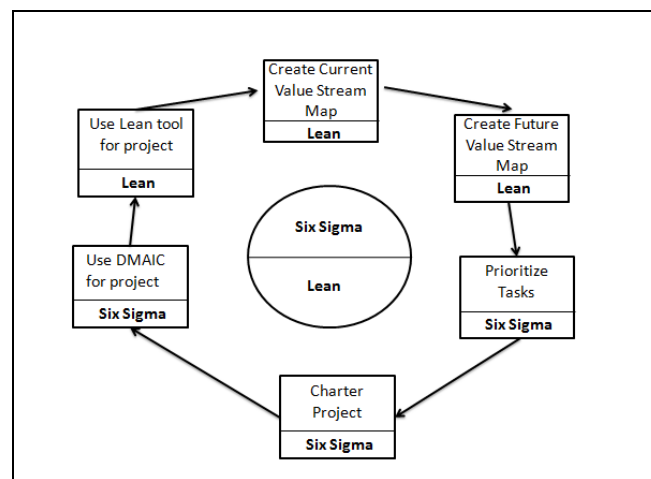 Create Current
Value Stream
Map
Lean
Create Future
Value Stream
Map
Lean
Prioritize
Tasks
Six Sigma
Charter
Project
Six Sigma
Use DMAIC
for project
Six Sigma
Use Lean tool
for project
Lean
Six Sigma
Lean